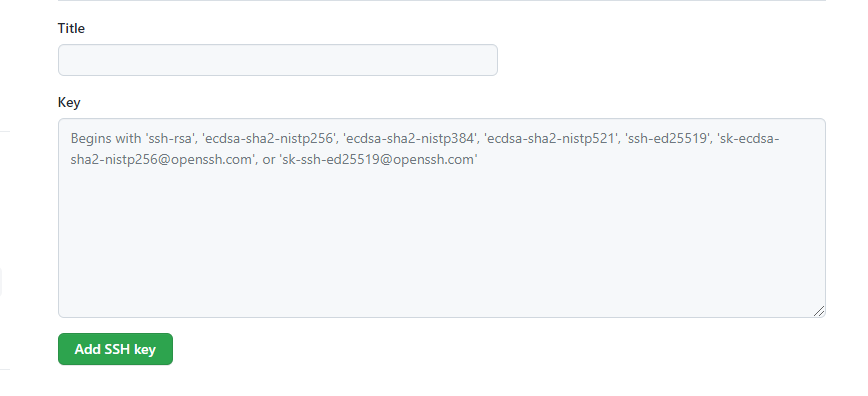 Title
Key
Begins with 'ssh-rsa', 'ecdsa-sha2-nistp256', 'ecdsa-sha2-nistp384', 'ecdsa-sha2-nistp521', 'ssh-ed25519', 'sk-ecdsa-
sha2-nistp256@openssh.com', or 'sk-ssh-ed25519@openssh.com'
Add SSH key